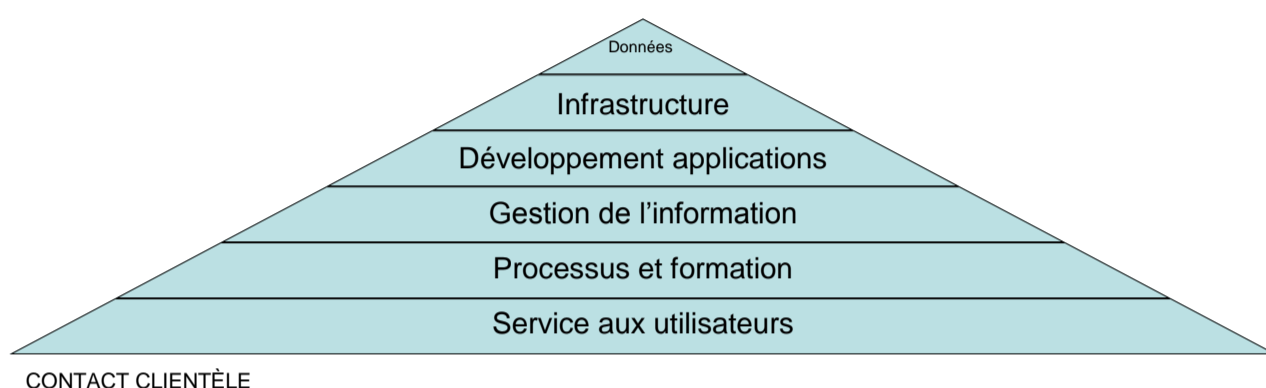 Données
Infrastructure
Développement applications
Gestion de l’information
Processus et formation
Service aux utilisateurs
CONTACT CLIENTÈLE